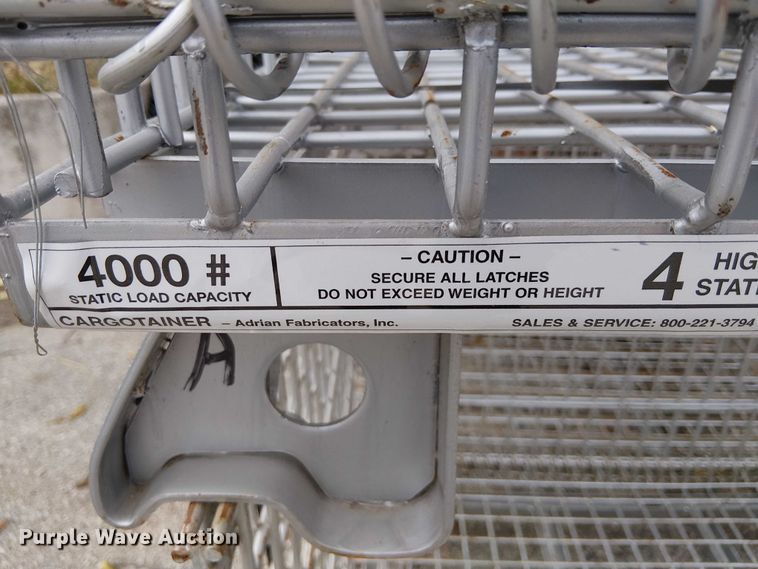 4000 #
STATIC LOAD CAPACITY
– CAUTION –
SECURE ALL LATCHES
DO NOT EXCEED WEIGHT OR HEIGHT
4 HIG
STATI
CARGOTAINER – Adrian Fabricators, Inc.
SALES & SERVICE: 800-221-3794
A
Purple Wave Auction